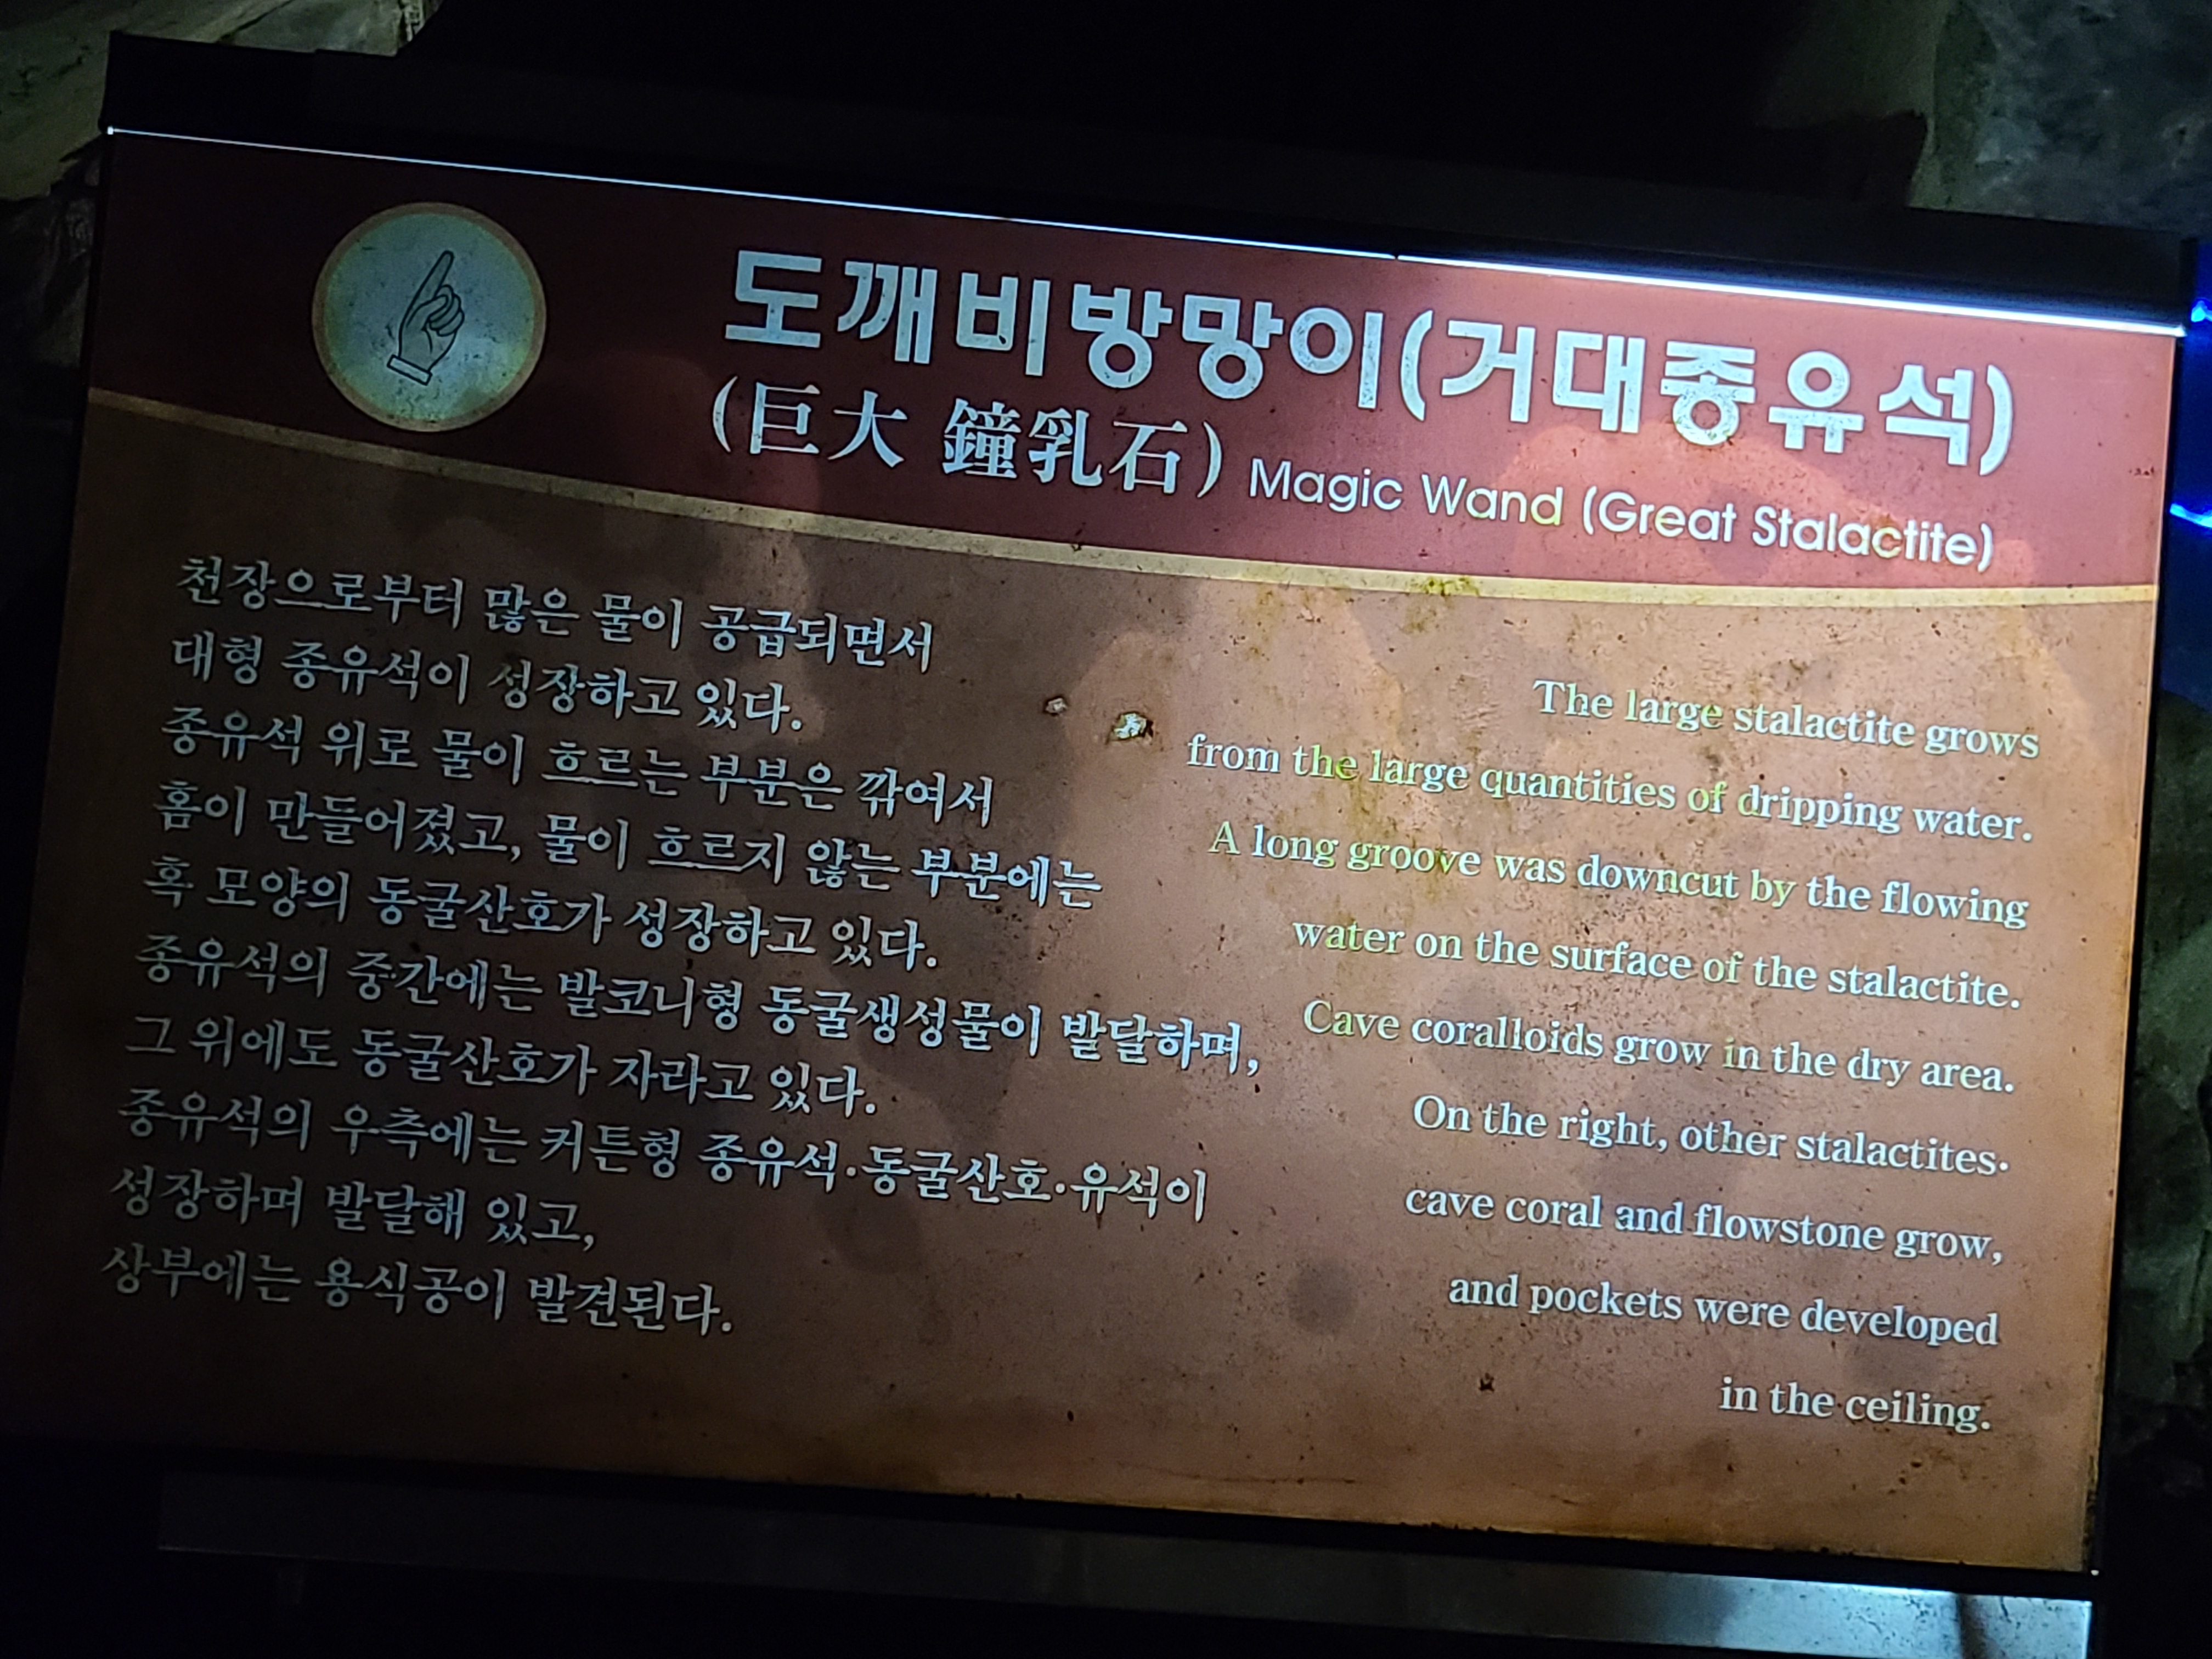 도깨비방망이(거대종유석)
(巨大 鐘乳石) Magic Wand (Great Stalactite)
천장으로부터 많은 물이 공급되면서
대형 종유석이 성장하고 있다.
종유석 위로 물이 흐르는 부분은 깎여서
홈이 만들어졌고, 물이 흐르지 않는 부분에는
혹 모양의 동굴산호가 성장하고 있다.
종유석의 중간에는 발코니형 동굴생성물이 발달하며,
그 위에도 동굴산호가 자라고 있다.
종유석의 우측에는 커튼형 종유석·동굴산호·유석이
성장하며 발달해 있고,
상부에는 용식공이 발견된다.
The large stalactite grows
from the large quantities of dripping water.
A long groove was downcut by the flowing
water on the surface of the stalactite.
Cave coralloids grow in the dry area.
On the right, other stalactites·
cave coral and flowstone grow,
and pockets were developed
in the ceiling.